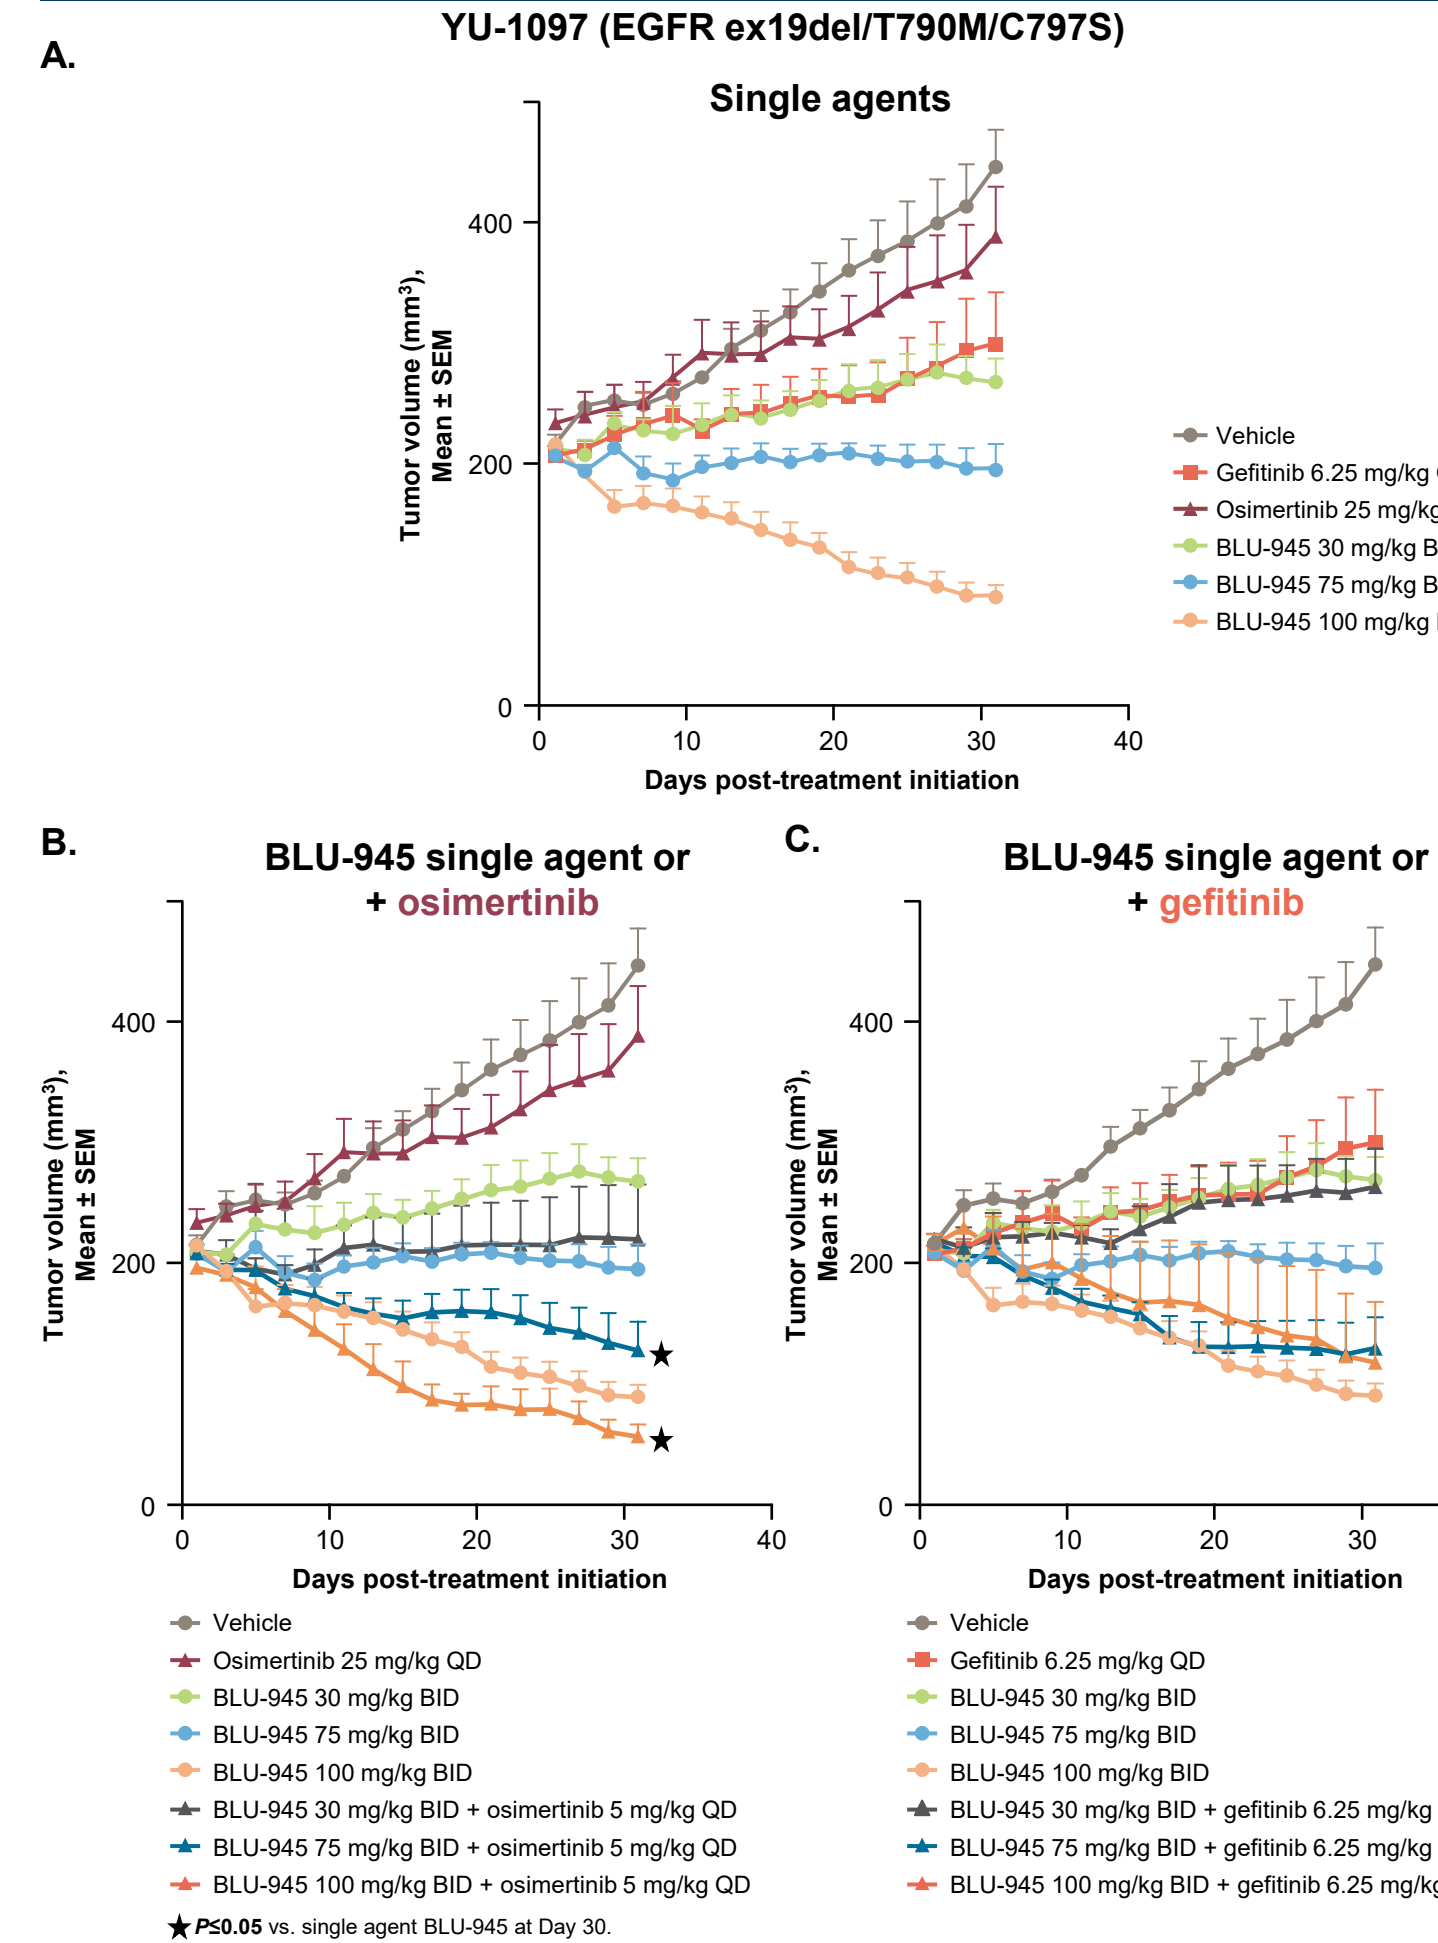 YU-1097 (EGFR ex19del/T790M/C797S)
A.
Single agents
Tumor volume (mm³),
Mean ± SEM
400
200
0
0 10 20 30 40
Days post-treatment initiation
Vehicle
Gefitinib 6.25 mg/kg
Osimertinib 25 mg/kg
BLU-945 30 mg/kg B
BLU-945 75 mg/kg B
BLU-945 100 mg/kg
B.
BLU-945 single agent or
+ osimertinib
Tumor volume (mm³),
Mean ± SEM
400
200
0
0 10 20 30 40
Days post-treatment initiation
Vehicle
Osimertinib 25 mg/kg QD
BLU-945 30 mg/kg BID
BLU-945 75 mg/kg BID
BLU-945 100 mg/kg BID
BLU-945 30 mg/kg BID + osimertinib 5 mg/kg QD
BLU-945 75 mg/kg BID + osimertinib 5 mg/kg QD
BLU-945 100 mg/kg BID + osimertinib 5 mg/kg QD
★ P≤0.05 vs. single agent BLU-945 at Day 30.
C.
BLU-945 single agent or
+ gefitinib
Tumor volume (mm³),
Mean ± SEM
400
200
0
0 10 20 30
Days post-treatment initiation
Vehicle
Gefitinib 6.25 mg/kg QD
BLU-945 30 mg/kg BID
BLU-945 75 mg/kg BID
BLU-945 100 mg/kg BID
BLU-945 30 mg/kg BID + gefitinib 6.25 mg/kg
BLU-945 75 mg/kg BID + gefitinib 6.25 mg/kg
BLU-945 100 mg/kg BID + gefitinib 6.25 mg/kg